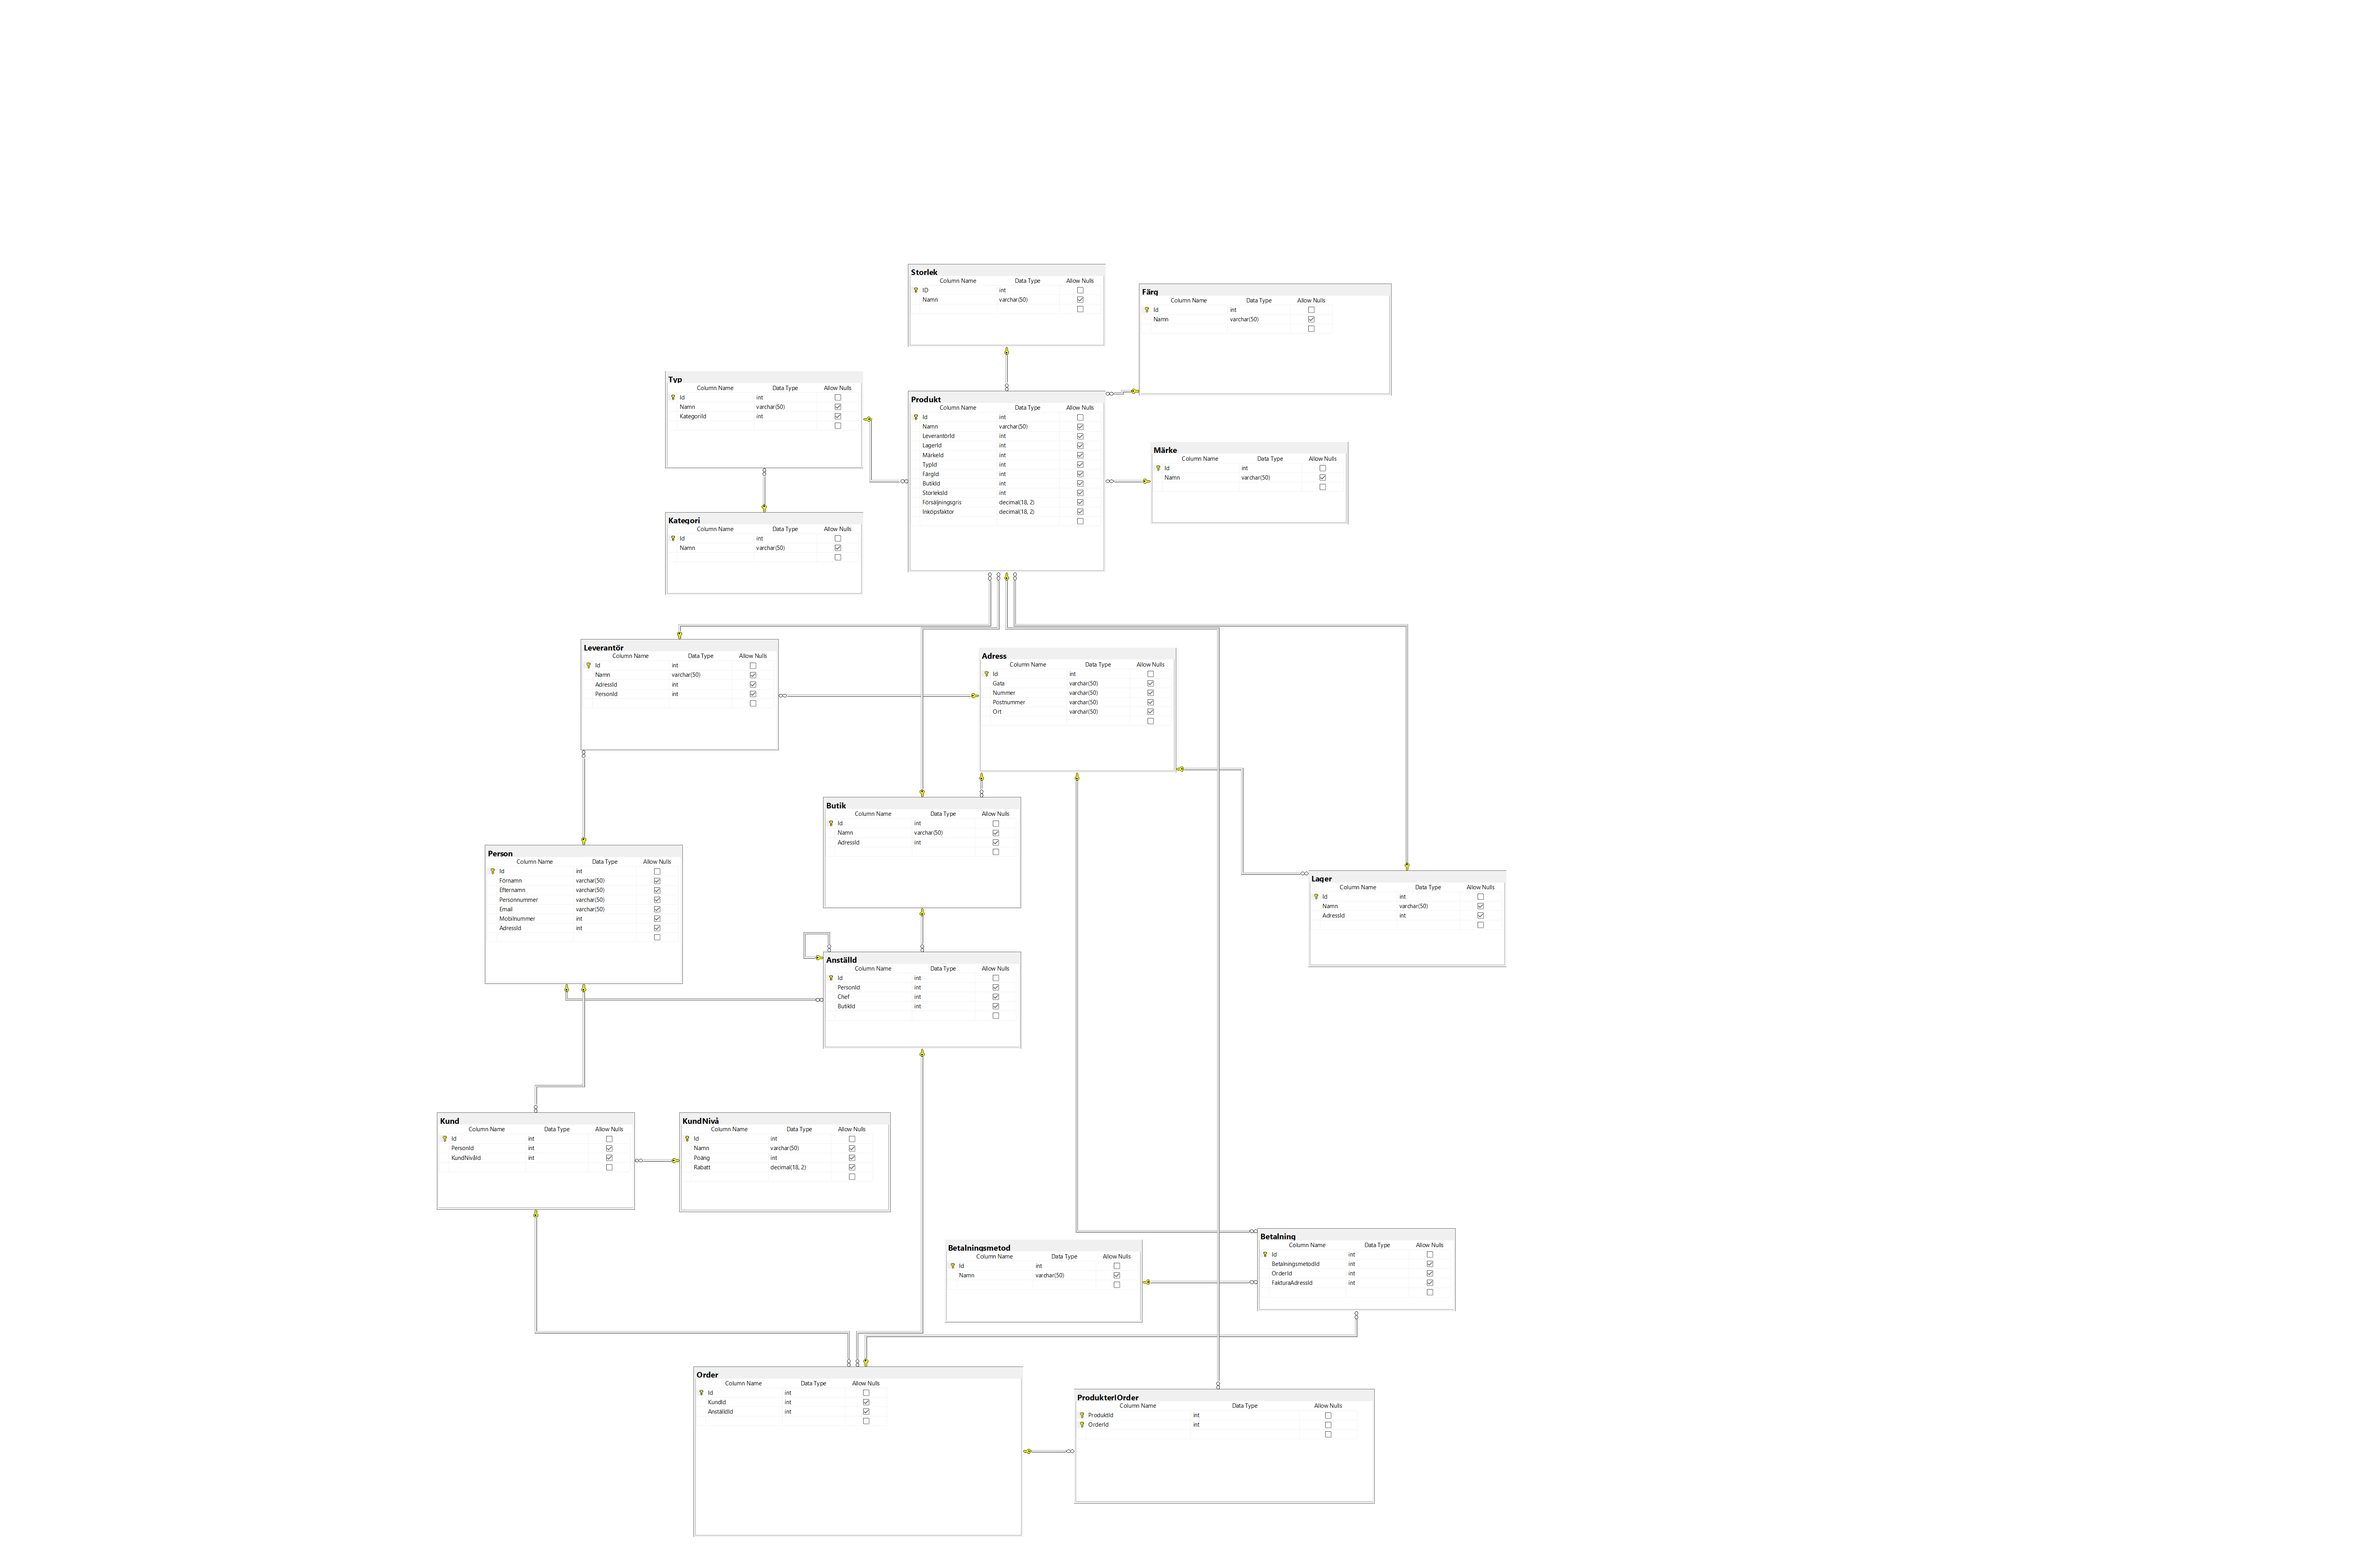 Storlek
Column Name Data Type Allow Nulls
ID int
Namn varchar(50)
Färg
Column Name Data Type Allow Nulls
Id int
Namn varchar(50)
Typ
Column Name Data Type Allow Nulls
Id int
Namn varchar(50)
KategoriId int
Produkt
Column Name Data Type Allow Nulls
Id int
Namn varchar(50)
LeverantörId int
LagerId int
MärkeId int
TypId int
FärgId int
ButikId int
StorleksId int
Försäljningsgris decimal(18, 2)
Inköpsfaktor decimal(18, 2)
Märke
Column Name Data Type Allow Nulls
Id int
Namn varchar(50)
Kategori
Column Name Data Type Allow Nulls
Id int
Namn varchar(50)
Leverantör
Column Name Data Type Allow Nulls
Id int
Namn varchar(50)
AdressId int
PersonId int
Adress
Column Name Data Type Allow Nulls
Id int
Gata varchar(50)
Nummer varchar(50)
Postnummer varchar(50)
Ort varchar(50)
Butik
Column Name Data Type Allow Nulls
Id int
Namn varchar(50)
AdressId int
Person
Column Name Data Type Allow Nulls
Id int
Förnamn varchar(50)
Efternamn varchar(50)
Personnummer varchar(50)
Email varchar(50)
Mobilnummer int
AdressId int
Lager
Column Name Data Type Allow Nulls
Id int
Namn varchar(50)
AdressId int
Anställd
Column Name Data Type Allow Nulls
Id int
PersonId int
Chef int
ButikId int
Kund
Column Name Data Type Allow Nulls
Id int
PersonId int
KundNivåId int
KundNivå
Column Name Data Type Allow Nulls
Id int
Namn varchar(50)
Poäng int
Rabatt decimal(18, 2)
Betalningsmetod
Column Name Data Type Allow Nulls
Id int
Namn varchar(50)
Betalning
Column Name Data Type Allow Nulls
Id int
BetalningsmetodId int
OrderId int
FakturaAdressId int
Order
Column Name Data Type Allow Nulls
Id int
KundId int
AnställdId int
ProdukterIOrder
Column Name Data Type Allow Nulls
ProduktId int
OrderId int